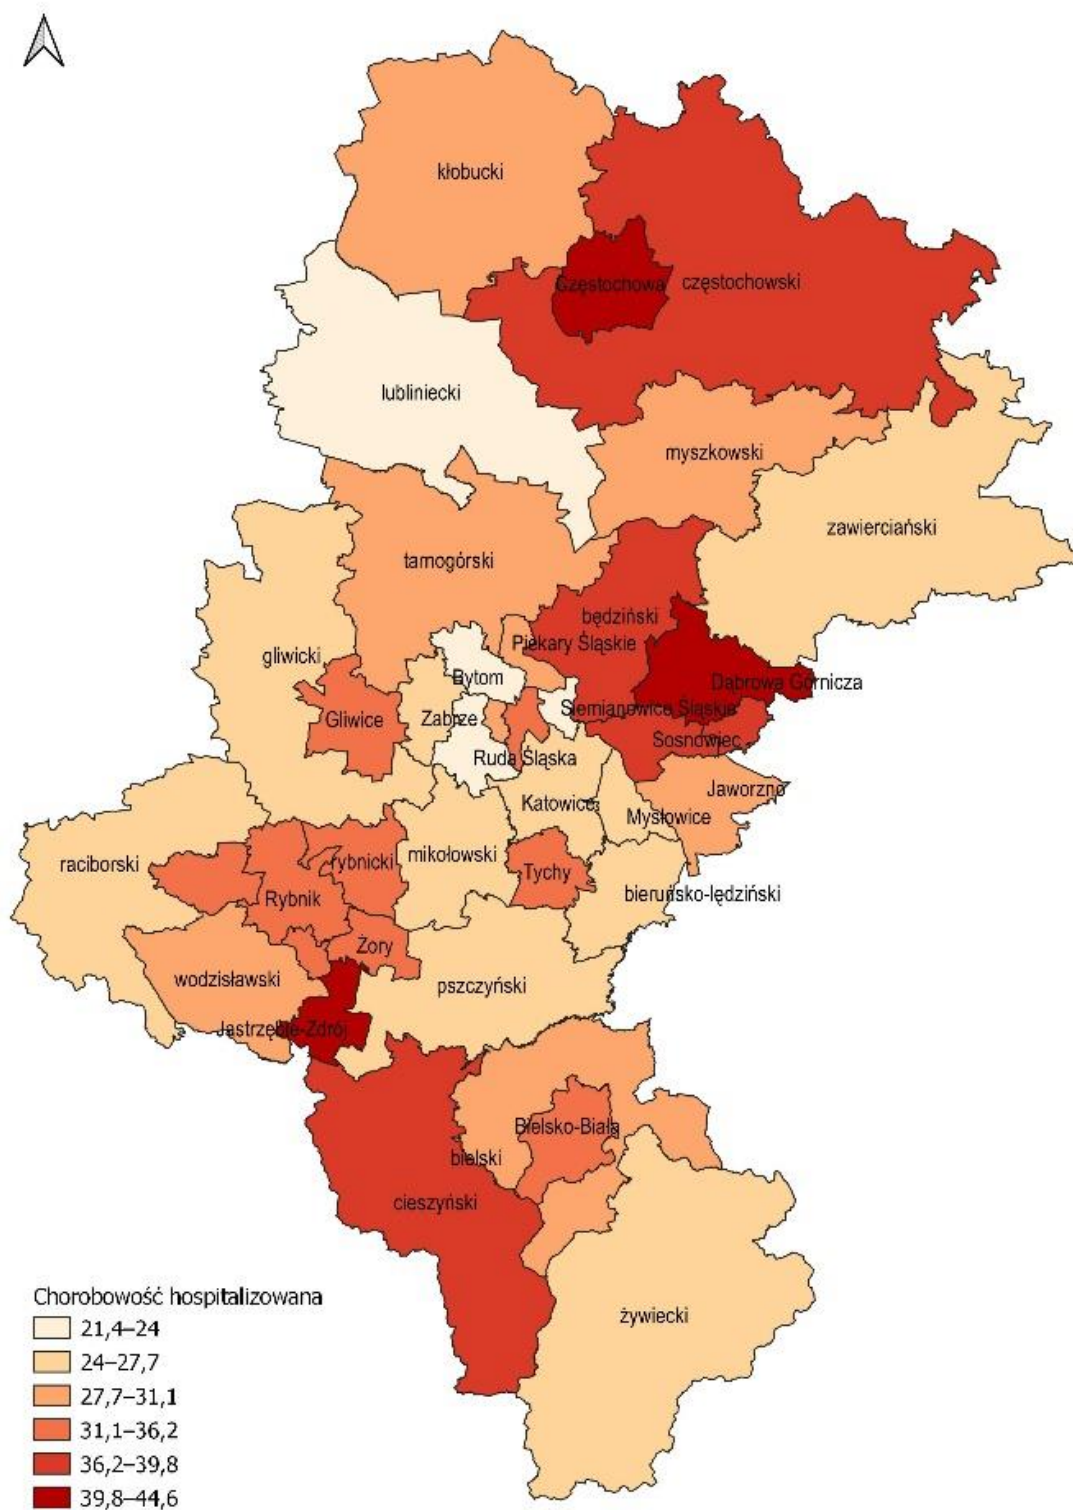 kłobucki
Częstochowa
częstochowski
lubliniecki
myszkowski
zawierciański
tarnogórski
będziński
Piekary Śląskie
gliwicki
Bytom
Dąbrowa Górnicza
Siemianowice Śląskie
Gliwice
Zabrze
Sosnowiec
Ruda Śląska
Jaworzno
Katowice
Mysłowice
raciborski
rybnicki
mikołowski
Tychy
bieruńsko-lędziński
Rybnik
Żory
wodzisławski
pszczyński
Jastrzębie-Zdrój
Bielsko-Biała
bielski
cieszyński
żywiecki
Chorobowość hospitalizowana
21,4–24
24–27,7
27,7–31,1
31,1–36,2
36,2–39,8
39,8–44,6